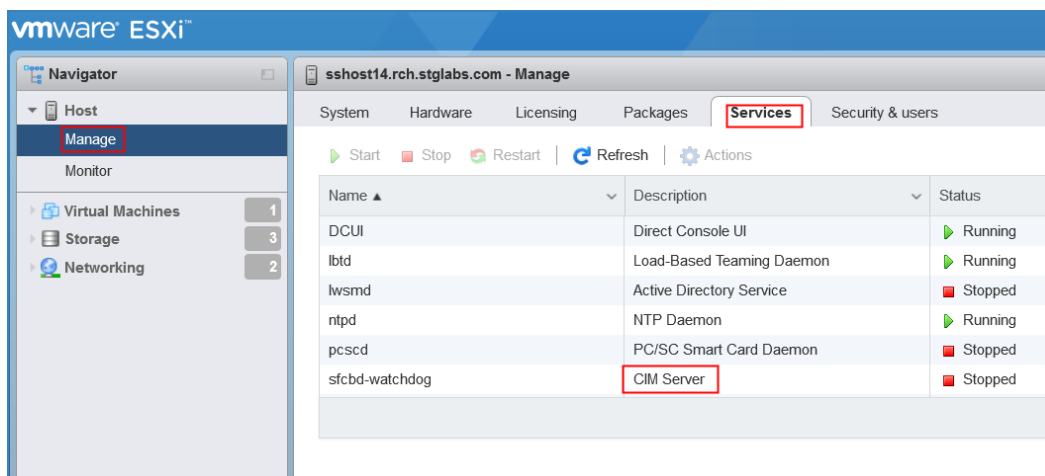 vmware® ESXi™
Navigator
sshost14.rch.stglabs.com - Manage
Host
Manage
Monitor
Virtual Machines 1
Storage 3
Networking 2
System Hardware Licensing Packages Services Security & users
Start Stop Restart Refresh Actions
Name ▲ Description Status
DCUI Direct Console UI Running
lbtd Load-Based Teaming Daemon Running
lwsmd Active Directory Service Stopped
ntpd NTP Daemon Running
pcscd PC/SC Smart Card Daemon Stopped
sfcbd-watchdog CIM Server Stopped